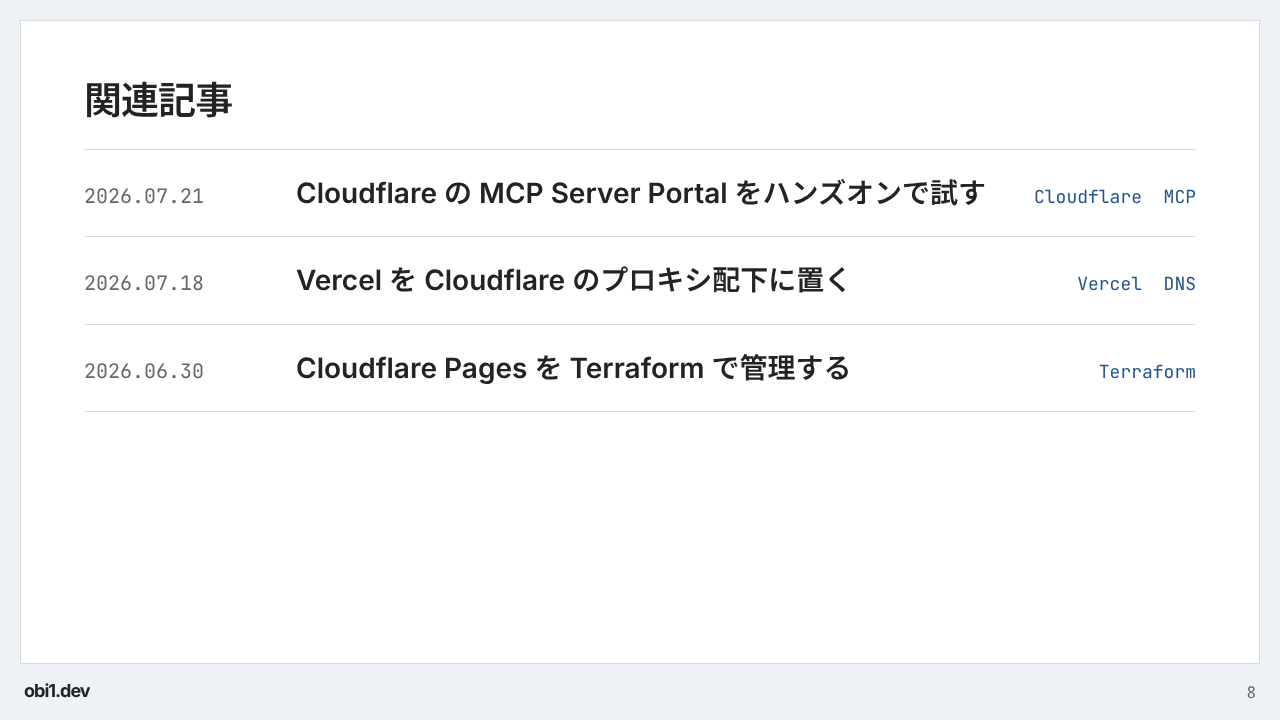 関連記事
2026.07.21 Cloudflare の MCP Server Portal をハンズオンで試す Cloudflare MCP
2026.07.18 Vercel を Cloudflare のプロキシ配下に置く Vercel DNS
2026.06.30 Cloudflare Pages を Terraform で管理する Terraform
obi1.dev 8